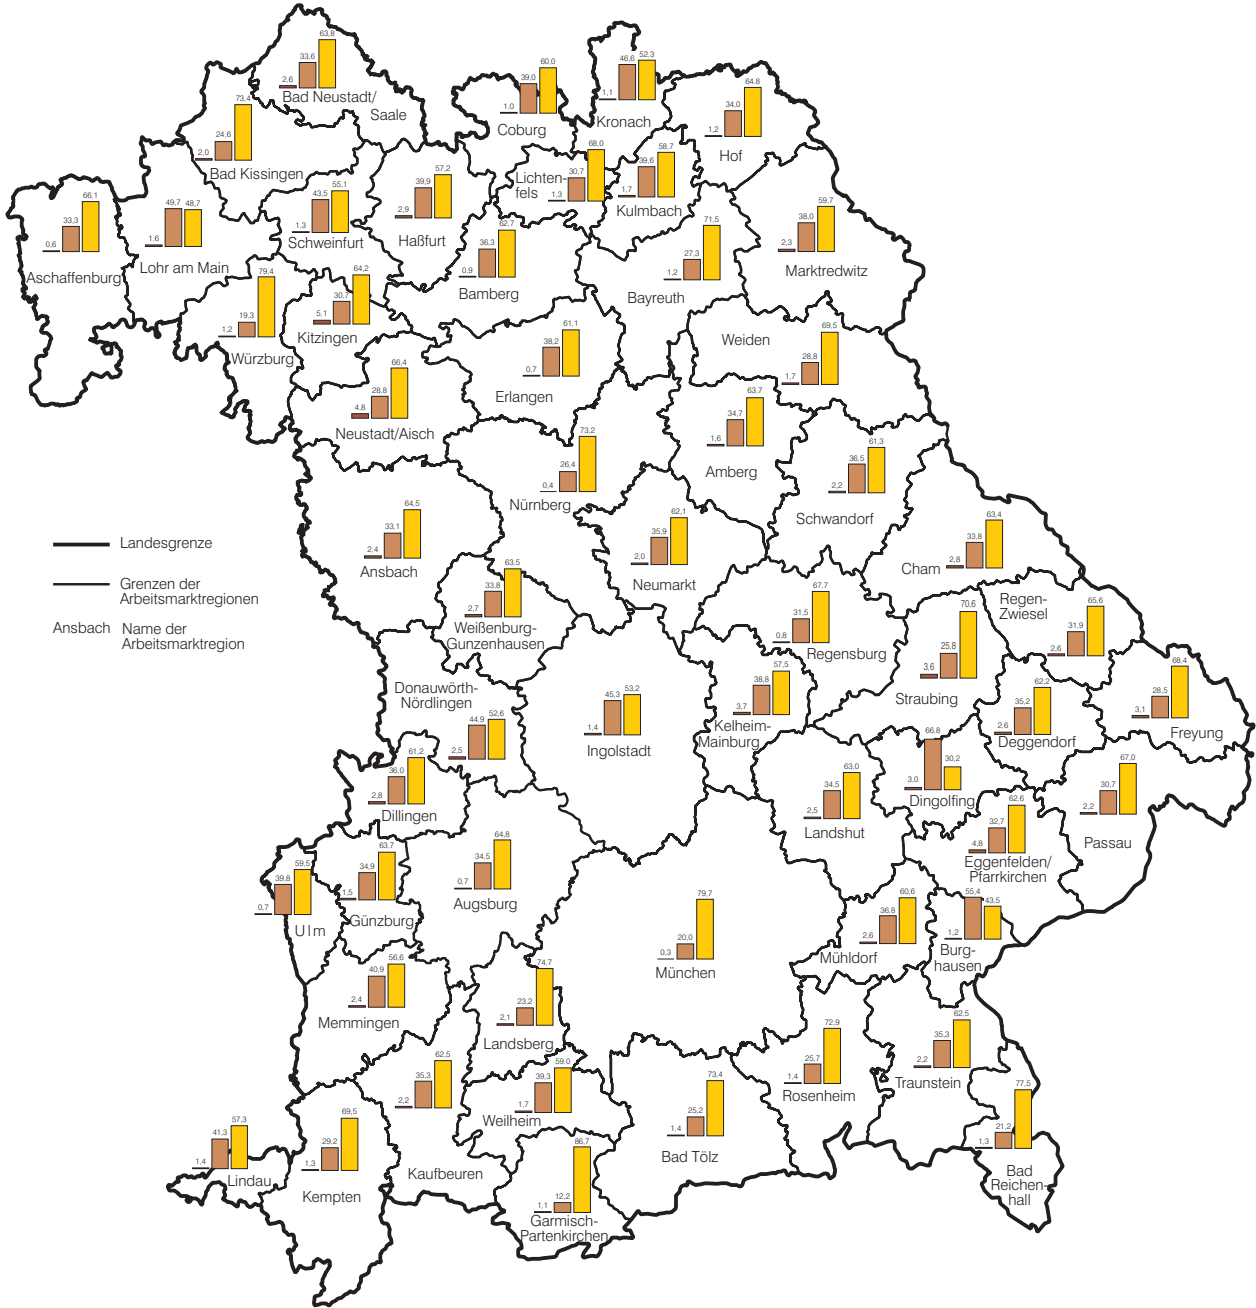 2,6 33,6 63,8
Bad Neustadt/
Saale
1,0 39,0 60,0
Coburg
1,1 46,6 52,3
Kronach
1,2 34,0 64,8
Hof
2,0 24,6 73,4
Bad Kissingen
1,3 30,7 68,0
Lichten-
fels
1,7 39,6 58,7
Kulmbach
0,6 33,3 66,1
Aschaffenburg
1,6 49,7 48,7
Lohr am Main
1,3 43,5 55,1
Schweinfurt
2,9 39,9 57,2
Haßfurt
0,9 36,3 62,7
Bamberg
1,2 27,3 71,5
Bayreuth
2,3 38,0 59,7
Marktredwitz
1,2 19,3 79,4
Würzburg
5,1 30,7 64,2
Kitzingen
0,7 38,2 61,1
Erlangen
Weiden
1,7 28,8 69,5
4,8 28,8 66,4
Neustadt/Aisch
0,4 26,4 73,2
Nürnberg
1,6 34,7 63,7
Amberg
2,2 36,5 61,3
Schwandorf
2,4 33,1 64,5
Ansbach
2,0 35,9 62,1
Neumarkt
2,8 33,8 63,4
Cham
Landesgrenze
Grenzen der
Arbeitsmarktregionen
Ansbach Name der
Arbeitsmarktregion
2,7 33,8 63,5
Weißenburg-
Gunzenhausen
0,8 31,5 67,7
Regensburg
3,6 25,8 70,6
Straubing
Regen-
Zwiesel
2,6 31,9 65,6
Donauwörth-
Nördlingen
2,5 44,9 52,6
1,4 45,3 53,2
Ingolstadt
3,7 38,8 57,5
Kelheim-
Mainburg
2,6 35,2 62,2
Deggendorf
3,1 28,5 68,4
Freyung
2,8 36,0 61,2
Dillingen
2,5 34,5 63,0
Landshut
3,0 66,8 30,2
Dingolfing
4,8 32,7 62,6
Eggenfelden/
Pfarrkirchen
2,2 30,7 67,0
Passau
0,7 39,8 59,5
Ulm
1,5 34,9 63,7
Günzburg
0,7 34,5 64,8
Augsburg
0,3 20,0 79,7
München
2,6 36,8 60,6
Mühldorf
1,2 55,4 43,5
Burg-
hausen
2,4 40,9 56,6
Memmingen
2,1 23,2 74,7
Landsberg
1,4 25,7 72,9
Rosenheim
2,2 35,3 62,5
Traunstein
2,2 35,3 62,5
Kaufbeuren
1,7 39,3 59,0
Weilheim
1,4 25,2 73,4
Bad Tölz
1,3 21,2 77,5
Bad
Reichen-
hall
1,4 41,3 57,3
Lindau
1,3 29,2 69,5
Kempten
1,1 12,2 86,7
Garmisch-
Partenkirchen